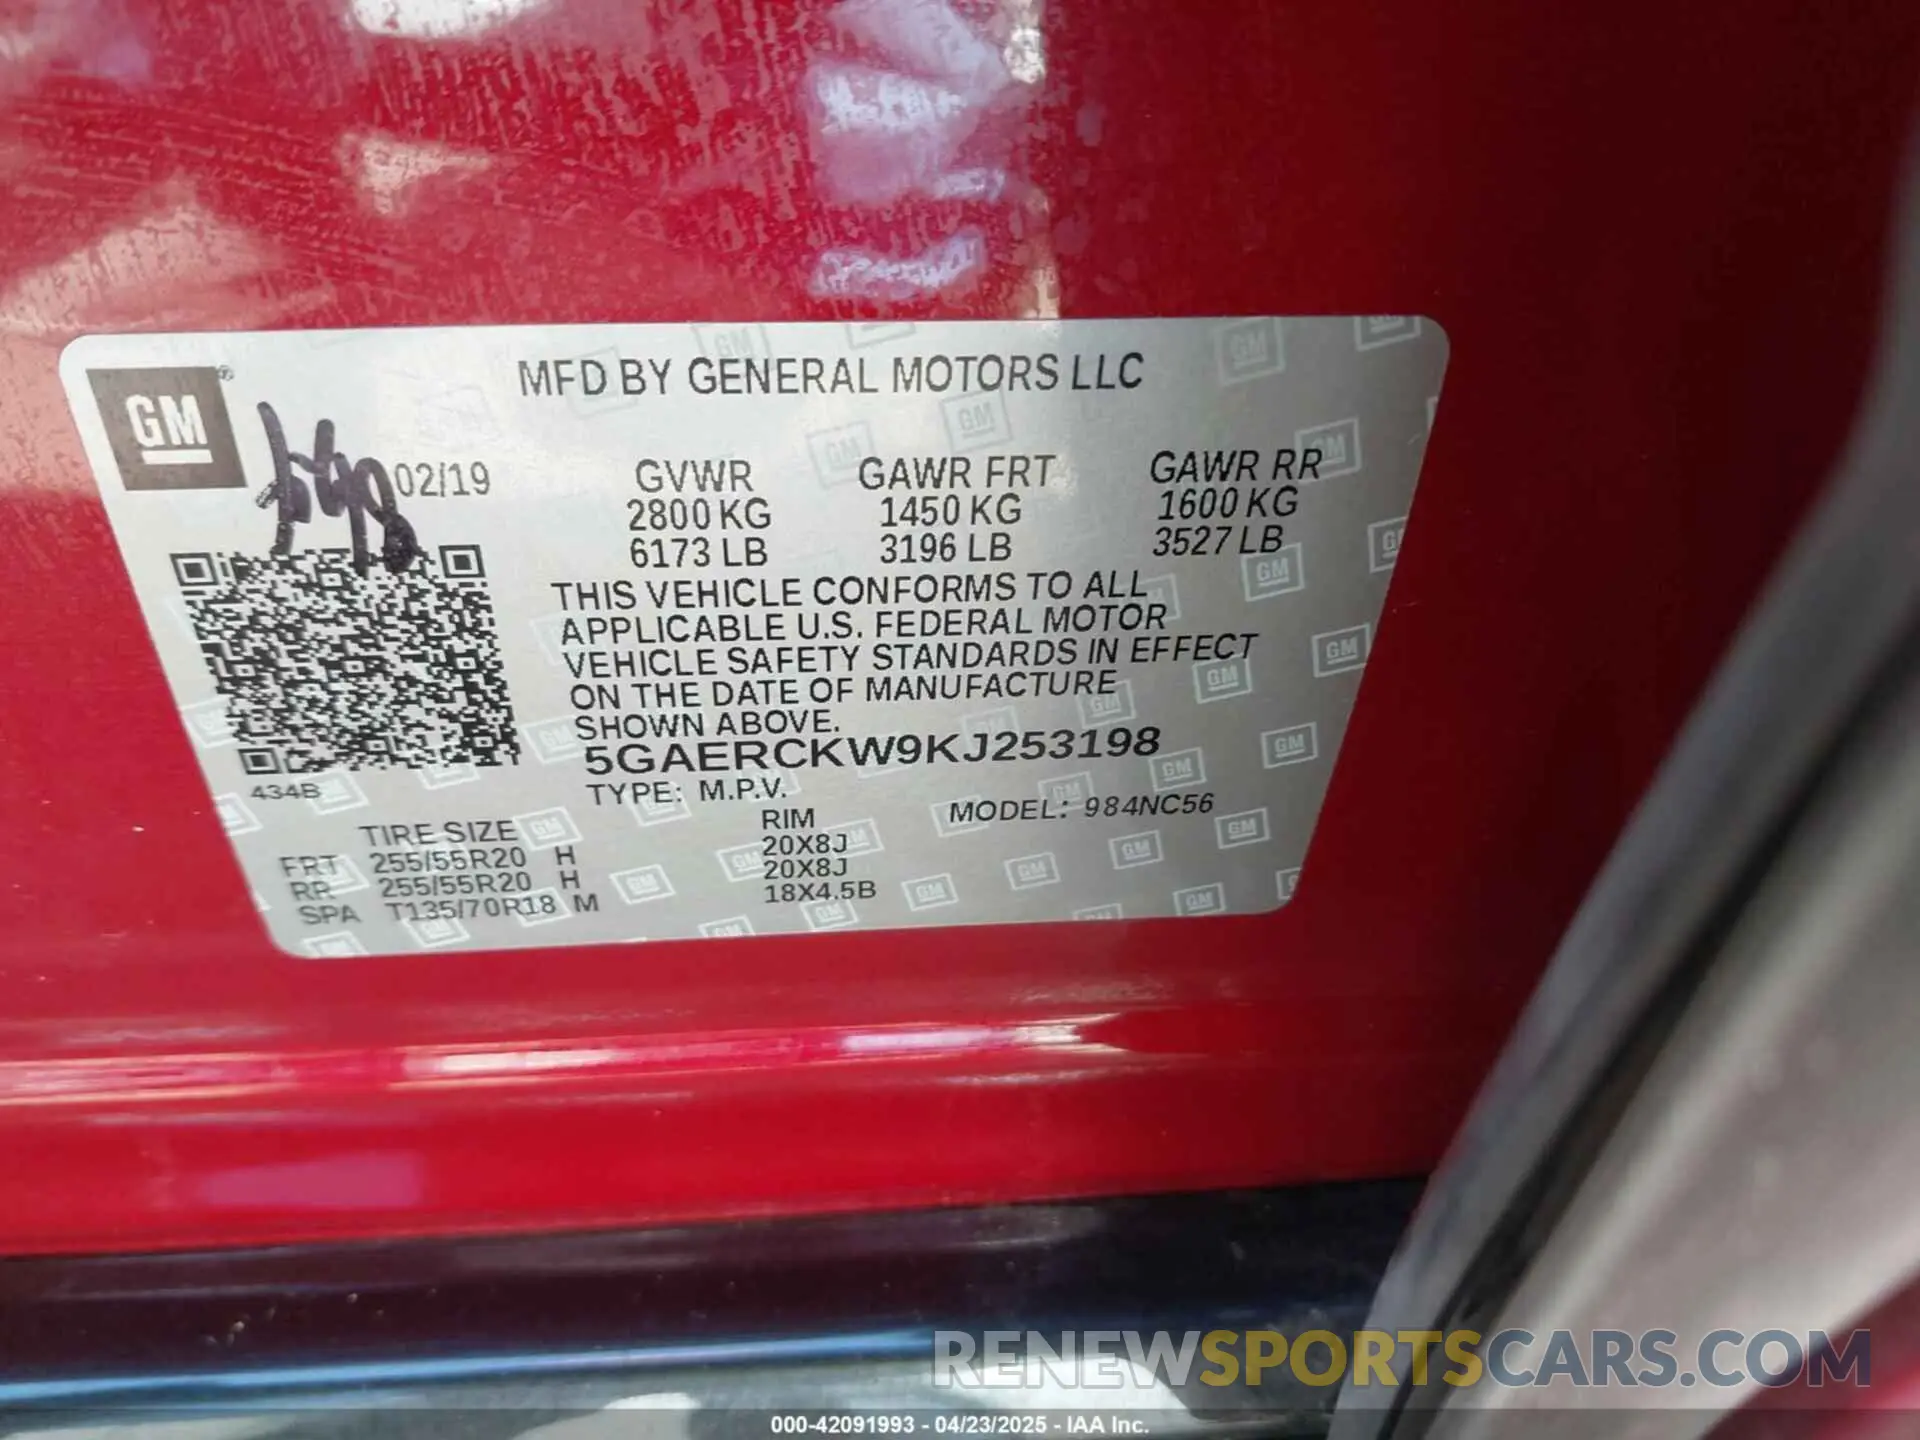 MFD BY GENERAL MOTORS LLC
GM ®
02/19
GVWR GAWR FRT GAWR RR
2800 KG 1450 KG 1600 KG
6173 LB 3196 LB 3527 LB
THIS VEHICLE CONFORMS TO ALL
APPLICABLE U.S. FEDERAL MOTOR
VEHICLE SAFETY STANDARDS IN EFFECT
ON THE DATE OF MANUFACTURE
SHOWN ABOVE.
5GAERCKW9KJ253198
434B
TYPE: M.P.V.
MODEL: 984NC56
TIRE SIZE RIM
FRT 255/55R20 H 20X8J
RR 255/55R20 H 20X8J
SPA T135/70R18 M 18X4.5B
RENEWSPORTSCARS.COM
000-42091993 - 04/23/2025 - IAA Inc.